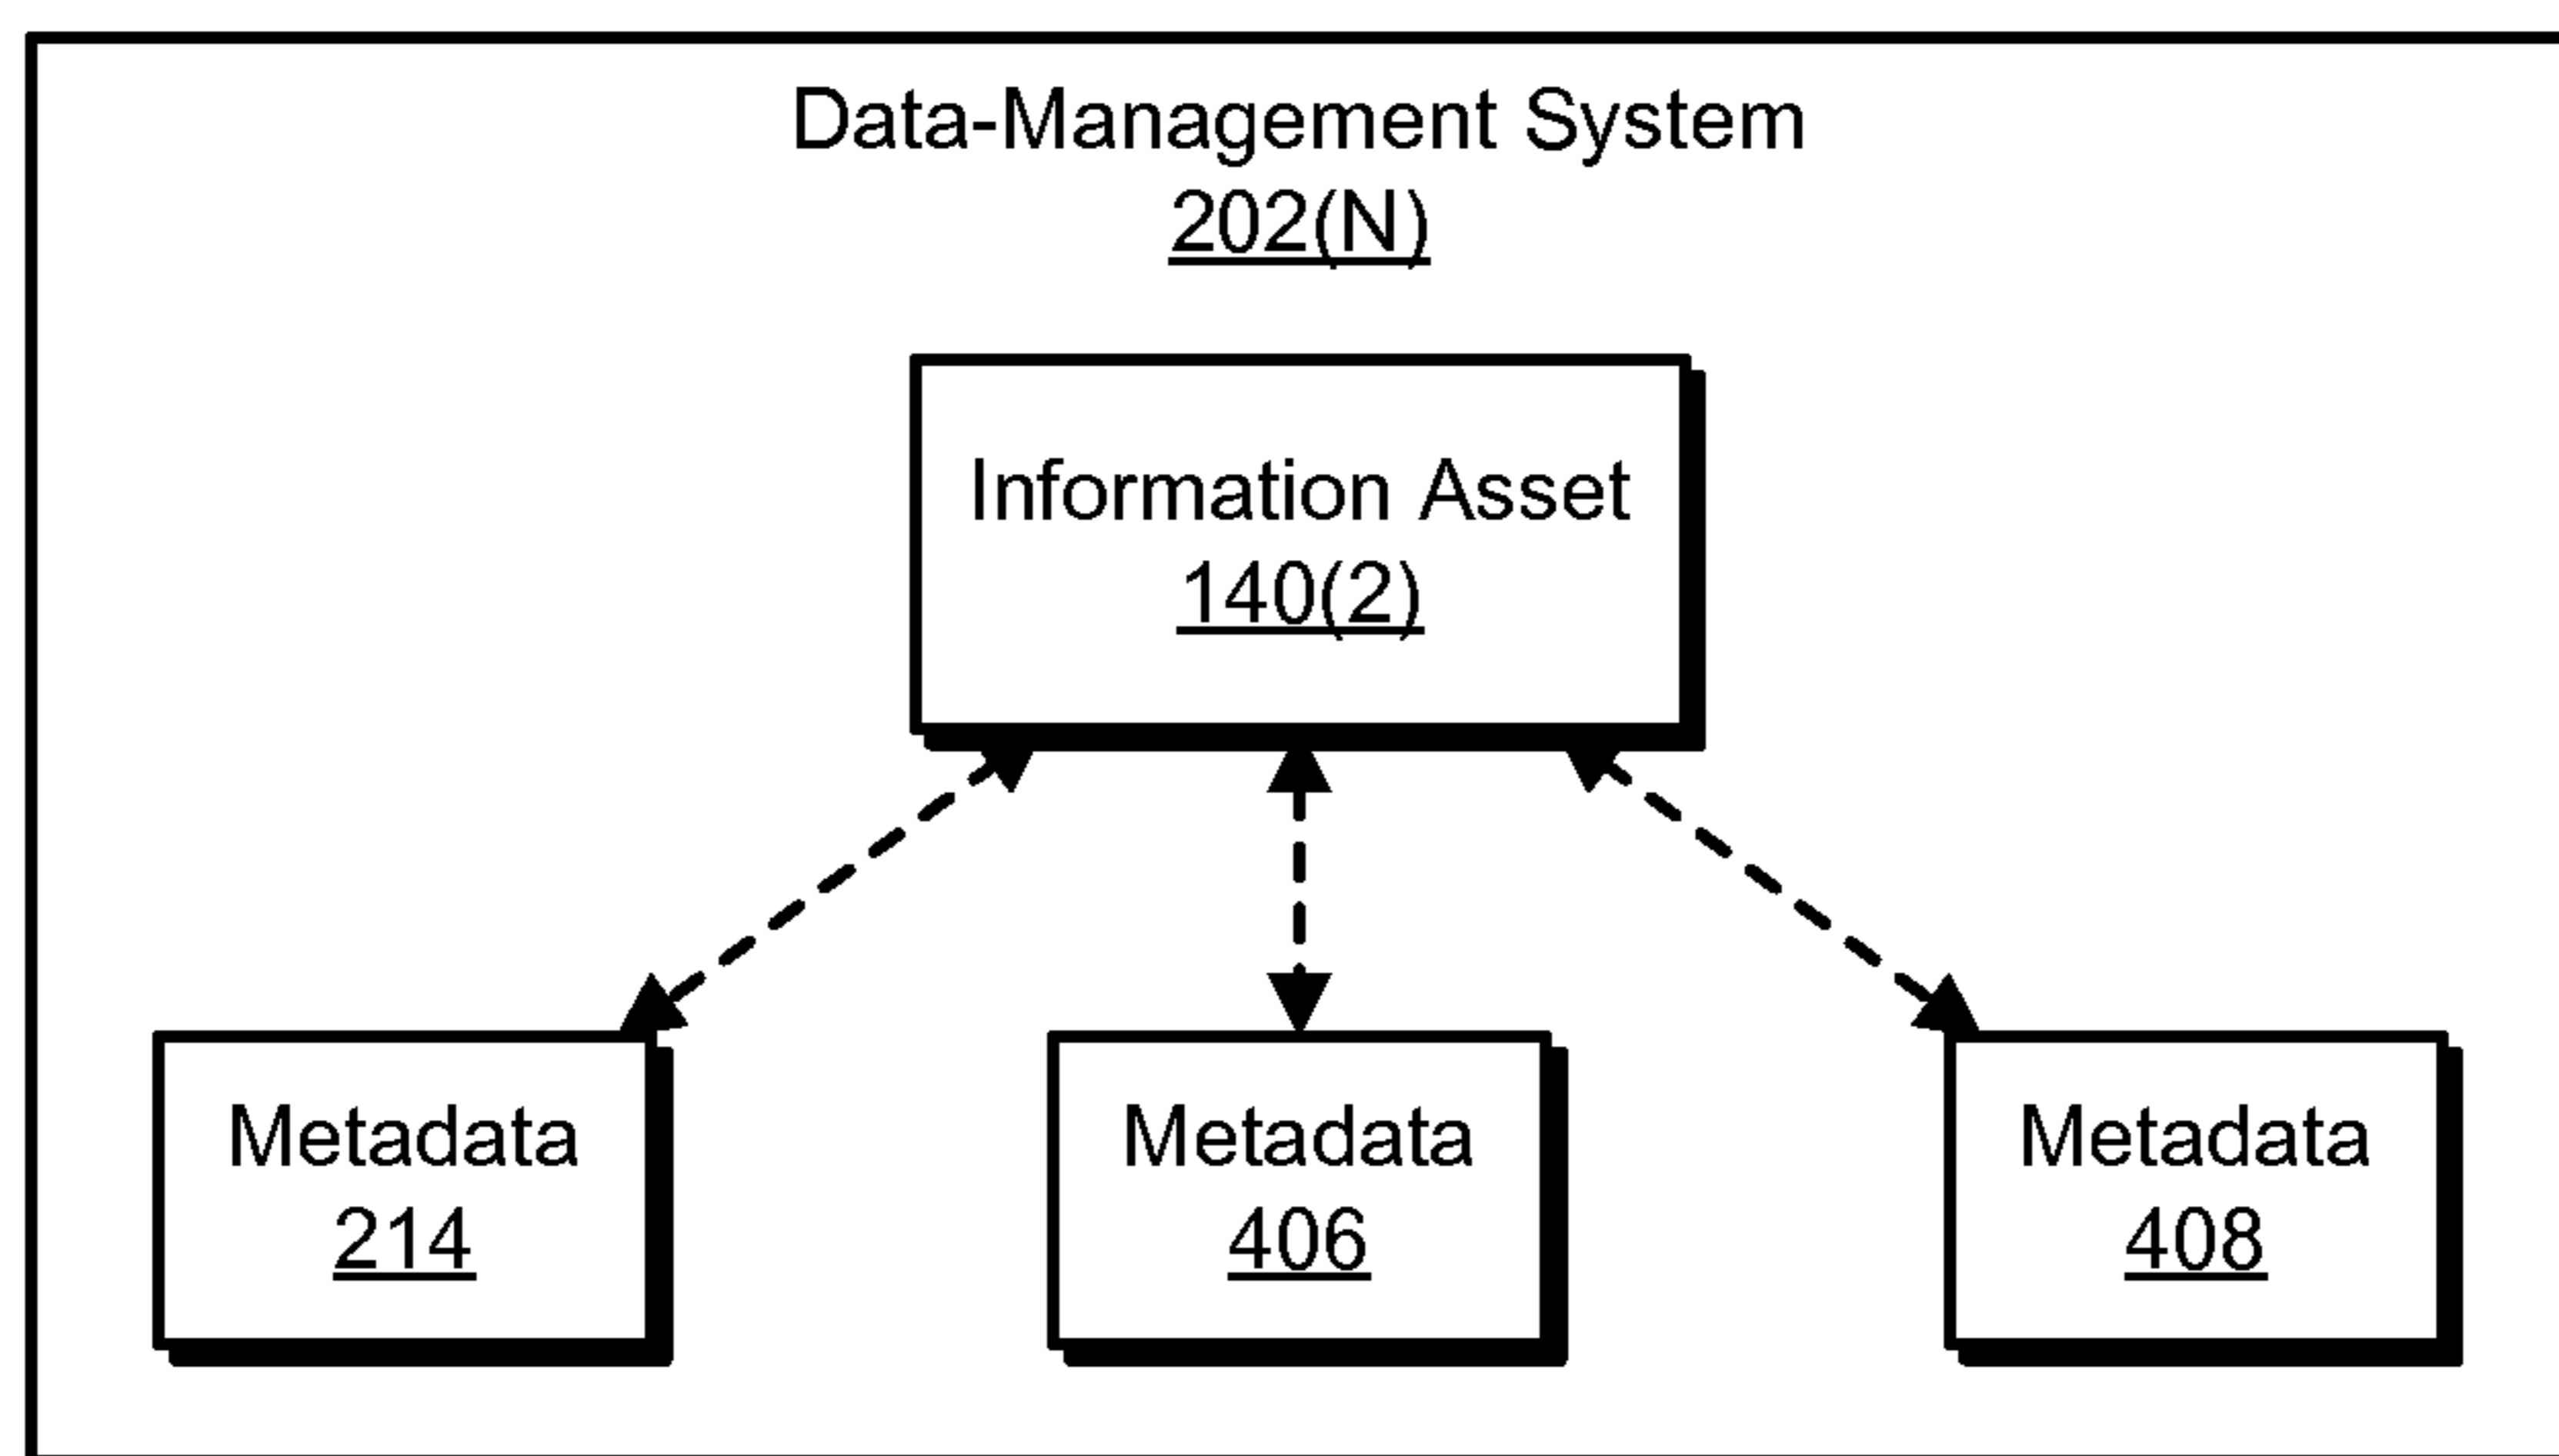 Data-Management System
202(N)
Information Asset
140(2)
Metadata
214
Metadata
406
Metadata
408